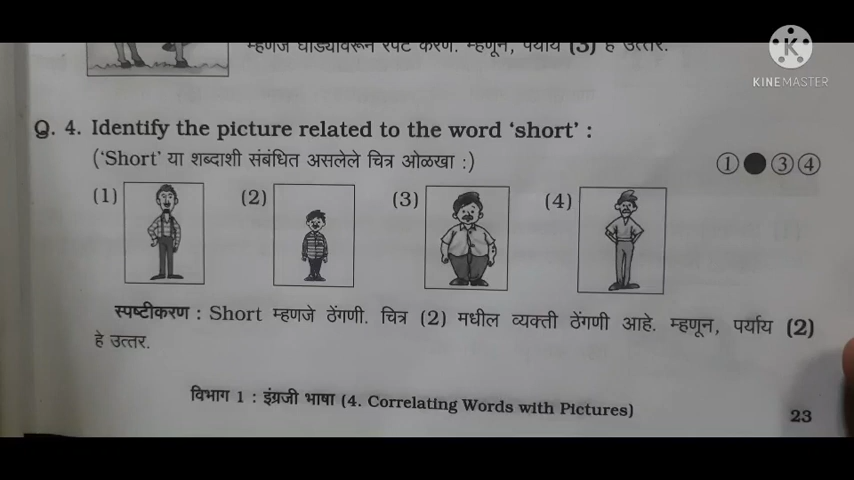 म्हणजे घोड्यावरून रपेट करणे. म्हणून, पर्याय (3) हे उत्तर.
K
KINEMASTER
Q. 4. Identify the picture related to the word ‘short’ :
(‘Short’ या शब्दाशी संबंधित असलेले चित्र ओळखा :)
① ● ③ ④
(1) (2) (3) (4)
स्पष्टीकरण : Short म्हणजे ठेंगणी. चित्र (2) मधील व्यक्ती ठेंगणी आहे. म्हणून, पर्याय (2)
हे उत्तर.
विभाग 1 : इंग्रजी भाषा (4. Correlating Words with Pictures)
23